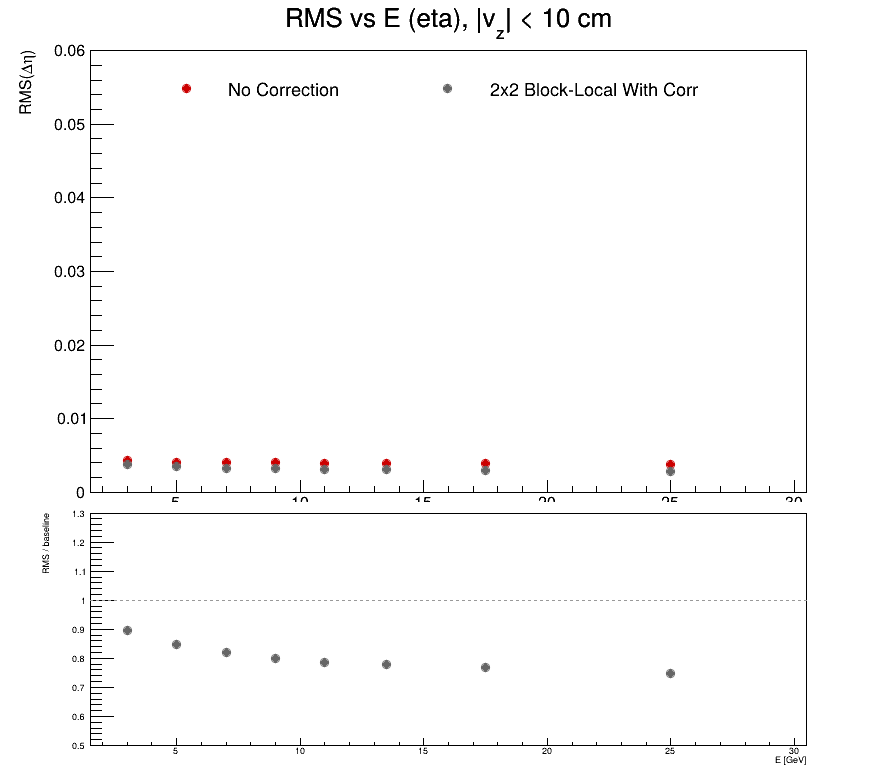 RMS vs E (eta), |v_z| < 10 cm
RMS(Δη)
No Correction
2x2 Block-Local With Corr
0.06
0.05
0.04
0.03
0.02
0.01
0
5 10 15 20 25 30
RMS / baseline
1.3
1.2
1.1
1
0.9
0.8
0.7
0.6
0.5
5 10 15 20 25 30
E [GeV]